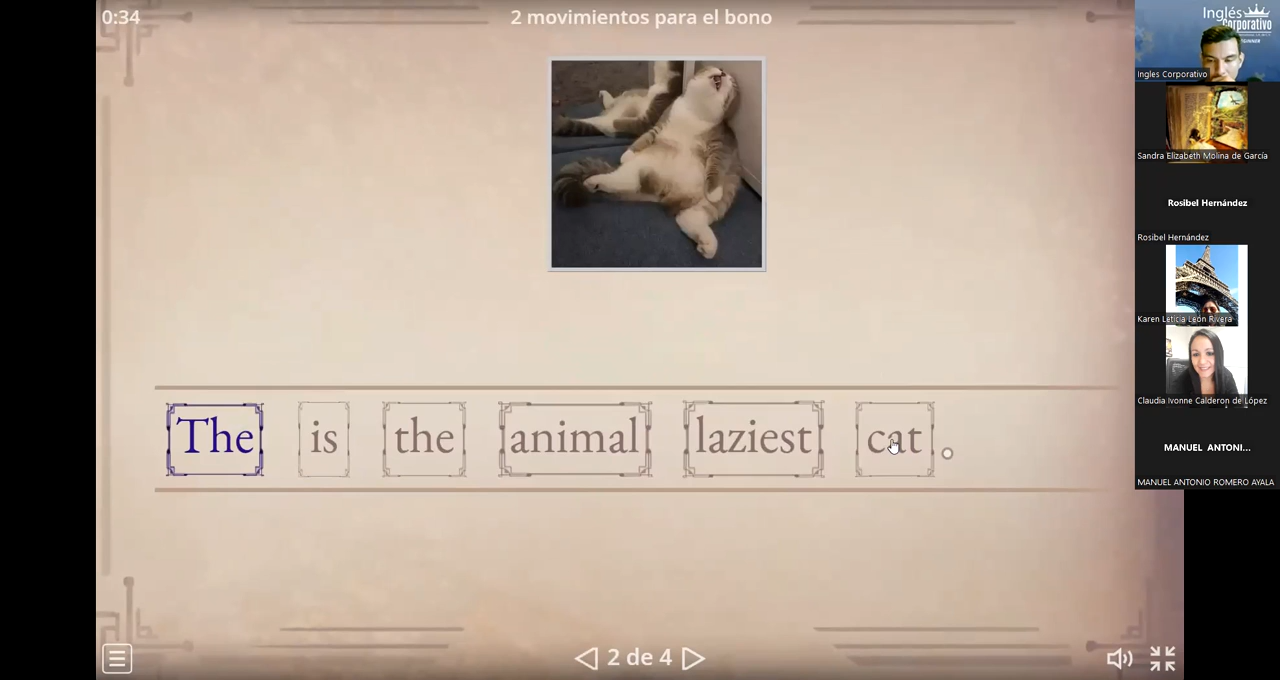 0:34
2 movimientos para el bono
The is the animal laziest cat .
2 de 4
Inglés
Corporativo
Ingles Corporativo
Sandra Elizabeth Molina de García
Rosibel Hernández
Rosibel Hernández
Karen Leticia León Rivera
Claudia Ivonne Calderon de López
MANUEL ANTONI...
MANUEL ANTONIO ROMERO AYALA